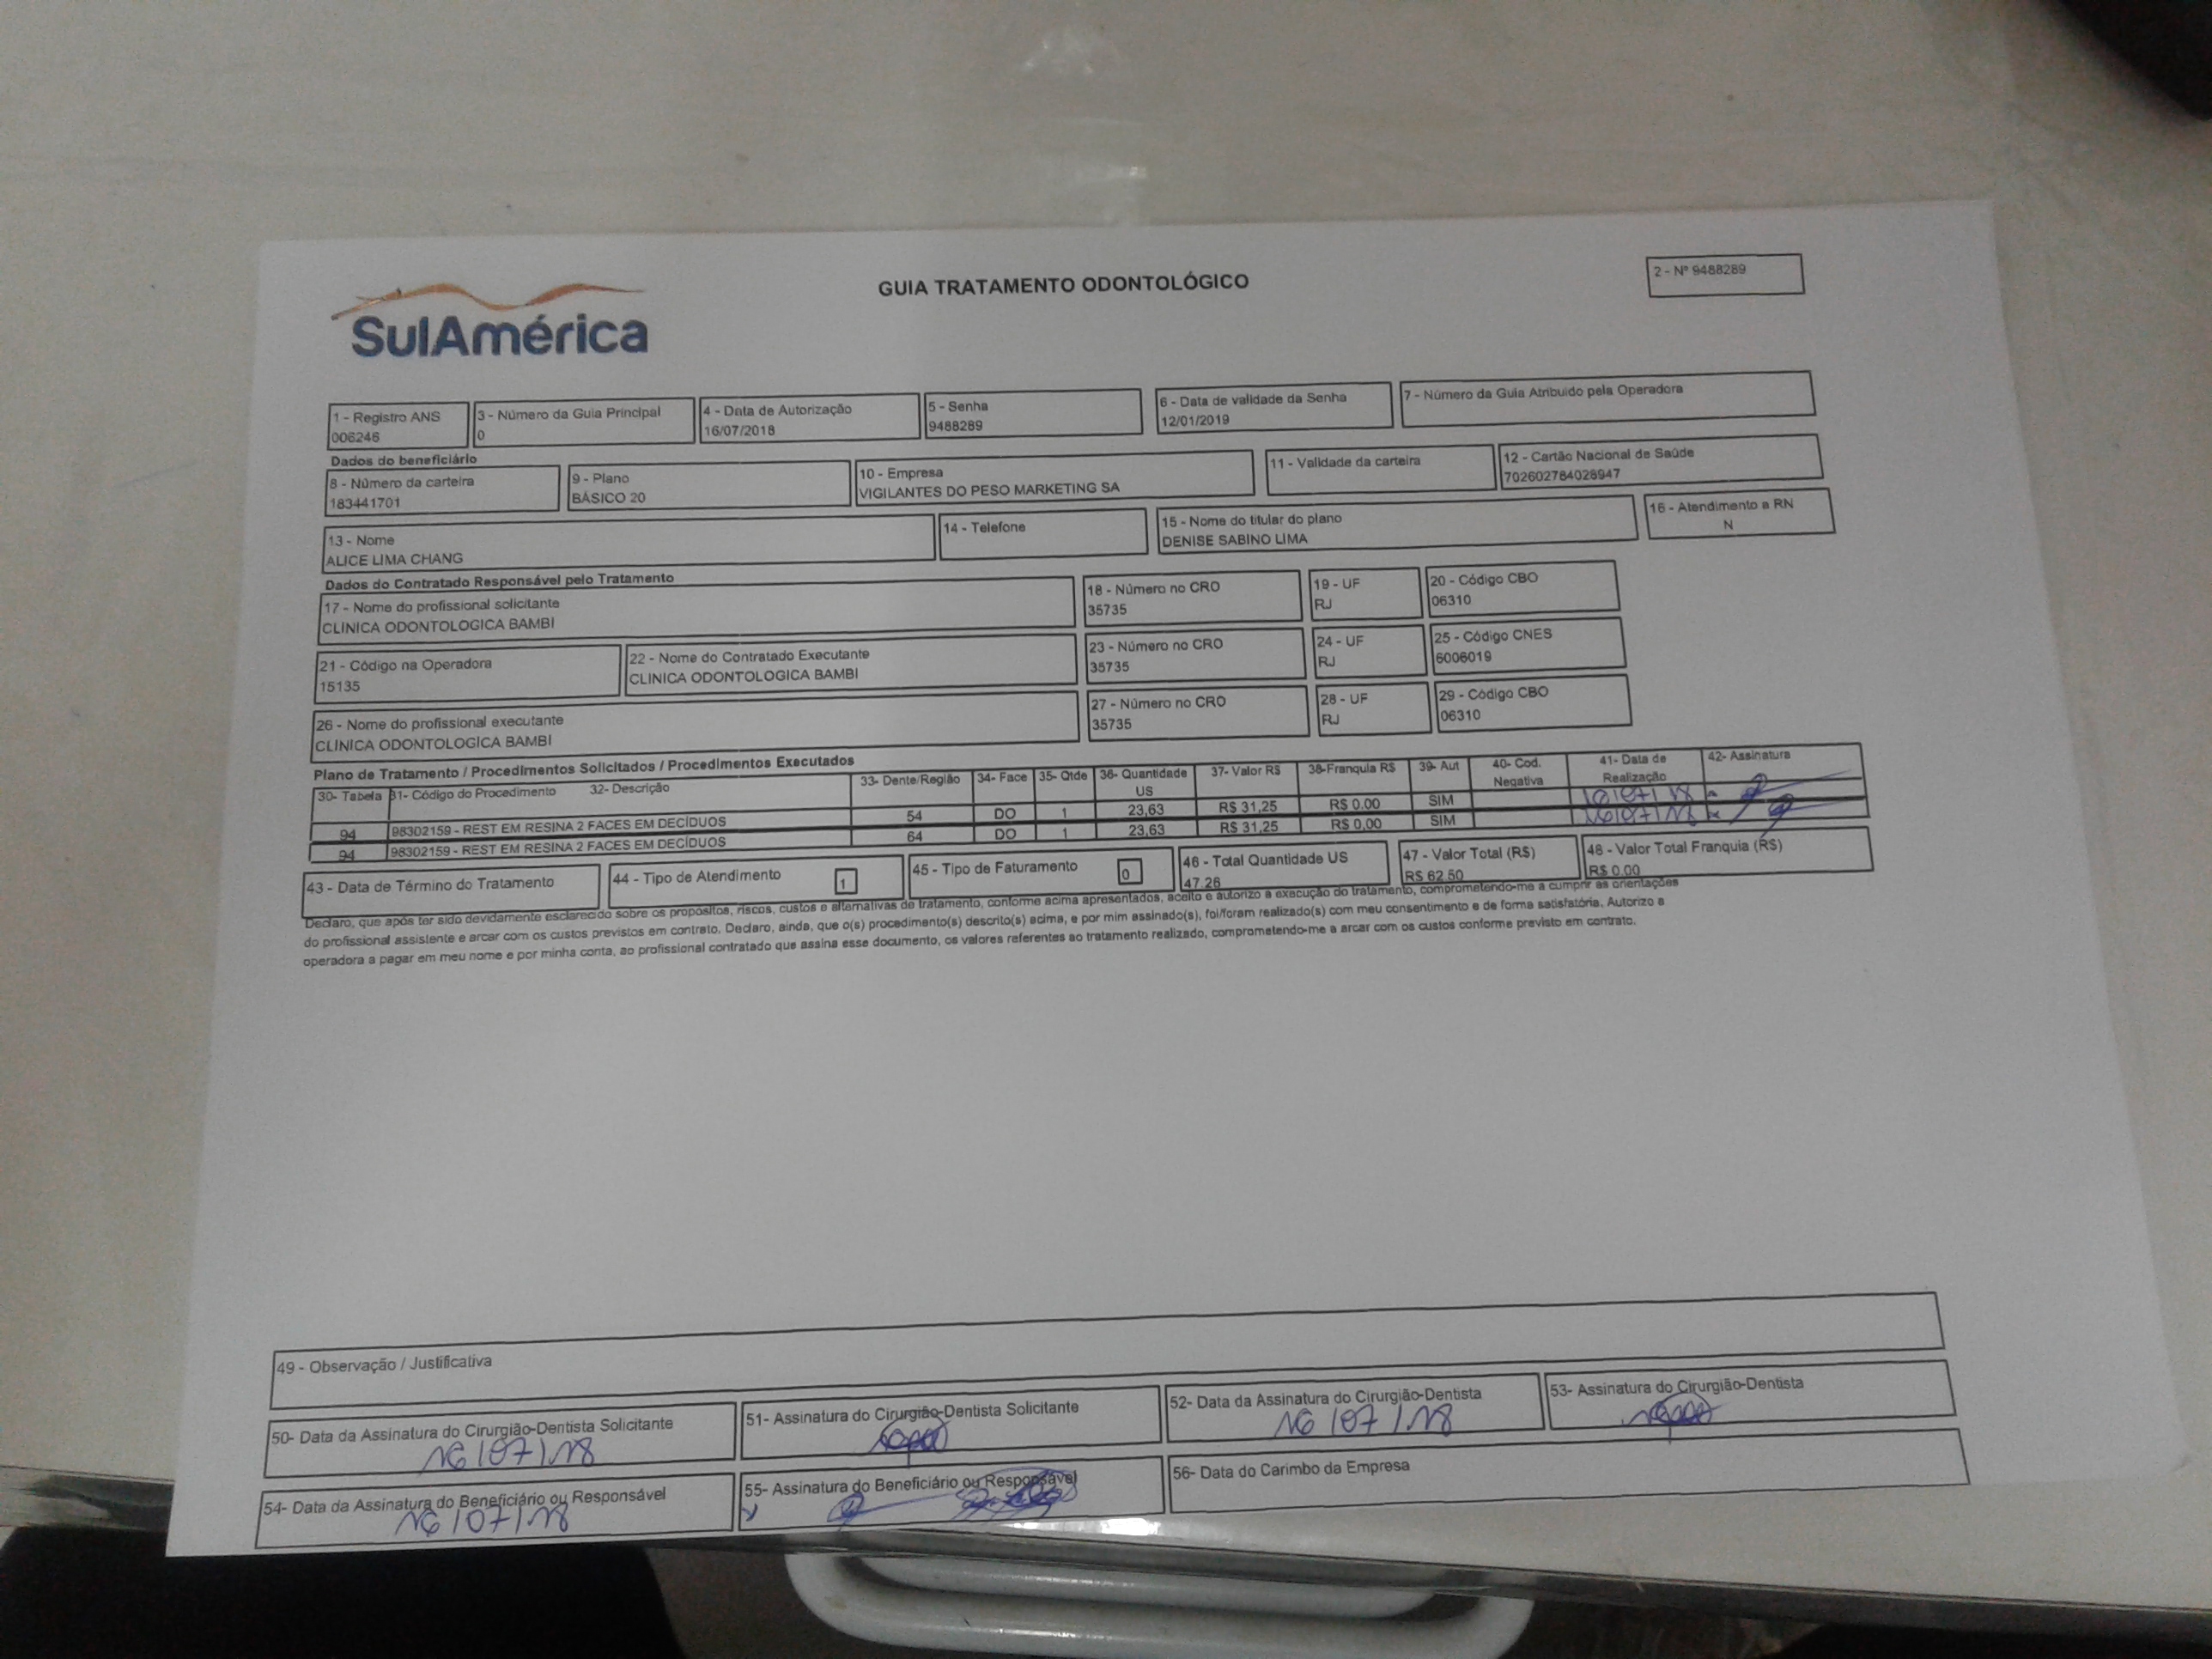 SulAmérica
GUIA TRATAMENTO ODONTOLÓGICO
2 - Nº 9488289
1 - Registro ANS
006246
3 - Número da Guia Principal
0
4 - Data de Autorização
16/07/2018
5 - Senha
9488289
6 - Data de validade da Senha
12/01/2019
7 - Número da Guia Atribuído pela Operadora
Dados do beneficiário
8 - Número da carteira
183441701
9 - Plano
BÁSICO 20
10 - Empresa
VIGILANTES DO PESO MARKETING SA
11 - Validade da carteira
12 - Cartão Nacional de Saúde
702602784028947
13 - Nome
ALICE LIMA CHANG
14 - Telefone
15 - Nome do titular do plano
DENISE SABINO LIMA
16 - Atendimento a RN
N
Dados do Contratado Responsável pelo Tratamento
17 - Nome do profissional solicitante
CLINICA ODONTOLOGICA BAMBI
18 - Número no CRO
35735
19 - UF
RJ
20 - Código CBO
06310
21 - Código na Operadora
15135
22 - Nome do Contratado Executante
CLINICA ODONTOLOGICA BAMBI
23 - Número no CRO
35735
24 - UF
RJ
25 - Código CNES
6006019
26 - Nome do profissional executante
CLINICA ODONTOLOGICA BAMBI
27 - Número no CRO
35735
28 - UF
RJ
29 - Código CBO
06310
Plano de Tratamento / Procedimentos Solicitados / Procedimentos Executados
30- Tabela 31- Código do Procedimento 32- Descrição 33- Dente/Região 34- Face 35- Qtde 36- Quantidade US 37- Valor R$ 38-Franquia R$ 39- Aut 40- Cod. Negativa 41- Data de Realização 42- Assinatura
94 98302159 - REST EM RESINA 2 FACES EM DECÍDUOS 54 DO 1 23,63 R$ 31,25 R$ 0,00 SIM 16/07/18
94 98302159 - REST EM RESINA 2 FACES EM DECÍDUOS 64 DO 1 23,63 R$ 31,25 R$ 0,00 SIM 16/07/18
43 - Data de Término do Tratamento
44 - Tipo de Atendimento
1
45 - Tipo de Faturamento
0
46 - Total Quantidade US
47,26
47 - Valor Total (R$)
R$ 62,50
48 - Valor Total Franquia (R$)
R$ 0,00
Declaro, que após ter sido devidamente esclarecido sobre os propósitos, riscos, custos e alternativas de tratamento, conforme acima apresentados, aceito e autorizo a execução do tratamento, comprometendo-me a cumprir as orientações
do profissional assistente e arcar com os custos previstos em contrato. Declaro, ainda, que o(s) procedimento(s) descrito(s) acima, e por mim assinado(s), foi/foram realizado(s) com meu consentimento e de forma satisfatória. Autorizo a
operadora a pagar em meu nome e por minha conta, ao profissional contratado que assina esse documento, os valores referentes ao tratamento realizado, comprometendo-me a arcar com os custos conforme previsto em contrato.
49 - Observação / Justificativa
50- Data da Assinatura do Cirurgião-Dentista Solicitante
16/07/18
51- Assinatura do Cirurgião-Dentista Solicitante
52- Data da Assinatura do Cirurgião-Dentista
16/07/18
53- Assinatura do Cirurgião-Dentista
54- Data da Assinatura do Beneficiário ou Responsável
16/07/18
55- Assinatura do Beneficiário ou Responsável
x
56- Data do Carimbo da Empresa